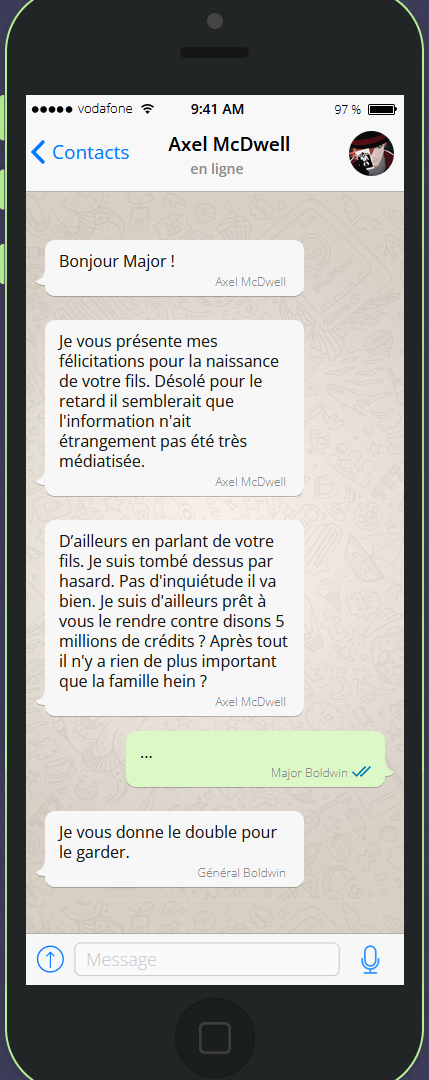 vodafone 9:41 AM 97 %
Contacts Axel McDwell
en ligne
Bonjour Major !
Axel McDwell
Je vous présente mes
félicitations pour la naissance
de votre fils. Désolé pour le
retard il semblerait que
l'information n'ait
étrangement pas été très
médiatisée.
Axel McDwell
D’ailleurs en parlant de votre
fils. Je suis tombé dessus par
hasard. Pas d'inquiétude il va
bien. Je suis d'ailleurs prêt à
vous le rendre contre disons 5
millions de crédits ? Après tout
il n'y a rien de plus important
que la famille hein ?
Axel McDwell
...
Major Boldwin
Je vous donne le double pour
le garder.
Général Boldwin
Message